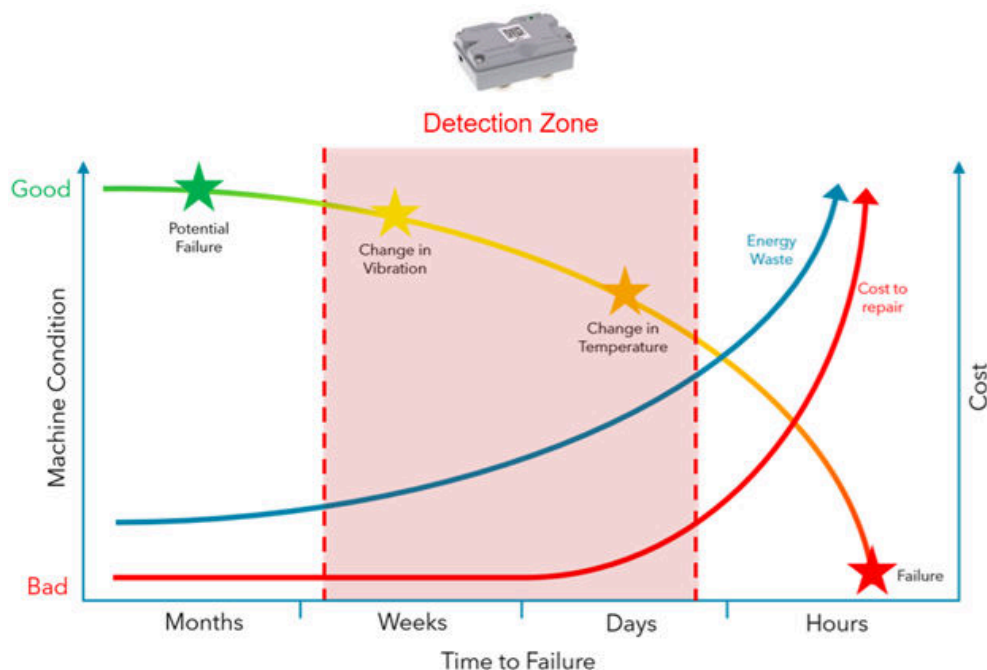 Detection Zone
Good
Potential
Failure
Change in
Vibration
Energy
Waste
Cost to
repair
Change in
Temperature
Machine Condition
Cost
Bad
Failure
Months
Weeks
Days
Hours
Time to Failure